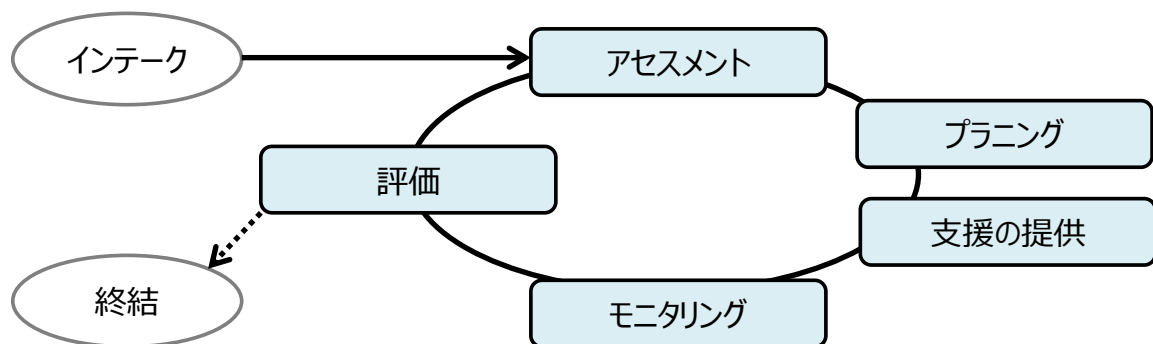 インテーク
アセスメント
プラニング
評価
支援の提供
終結
モニタリング